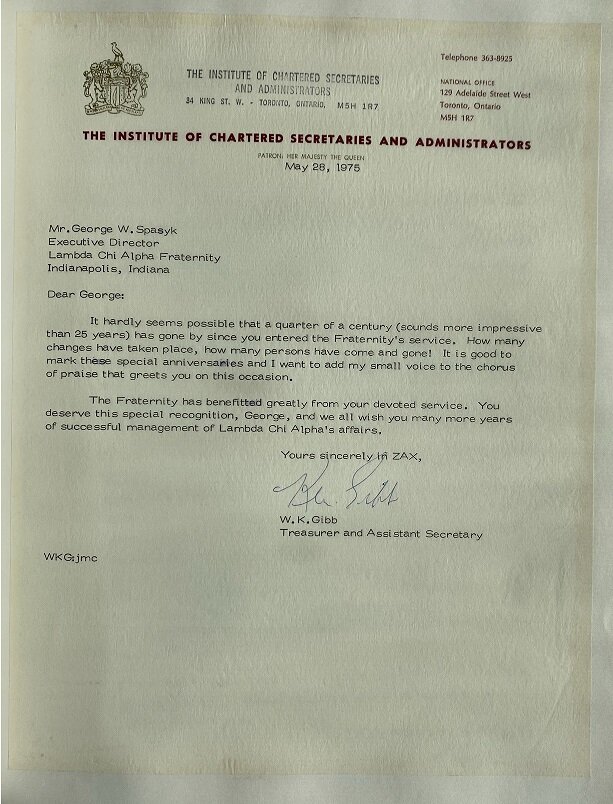 Telephone 363-8925
THE INSTITUTE OF CHARTERED SECRETARIES
AND ADMINISTRATORS
34 KING ST. W. - TORONTO, ONTARIO, M5H 1R7
NATIONAL OFFICE
129 Adelaide Street West
Toronto, Ontario
M5H 1R7
THE INSTITUTE OF CHARTERED SECRETARIES AND ADMINISTRATORS
PATRON: HER MAJESTY THE QUEEN
May 28, 1975
Mr. George W. Spasyk
Executive Director
Lambda Chi Alpha Fraternity
Indianapolis, Indiana
Dear George:
It hardly seems possible that a quarter of a century (sounds more impressive
than 25 years) has gone by since you entered the Fraternity's service. How many
changes have taken place, how many persons have come and gone! It is good to
mark these special anniversaries and I want to add my small voice to the chorus
of praise that greets you on this occasion.
The Fraternity has benefitted greatly from your devoted service. You
deserve this special recognition, George, and we all wish you many more years
of successful management of Lambda Chi Alpha's affairs.
Yours sincerely in ZAX,
Ken Gibb
W.K.Gibb
Treasurer and Assistant Secretary
WKG:jmc